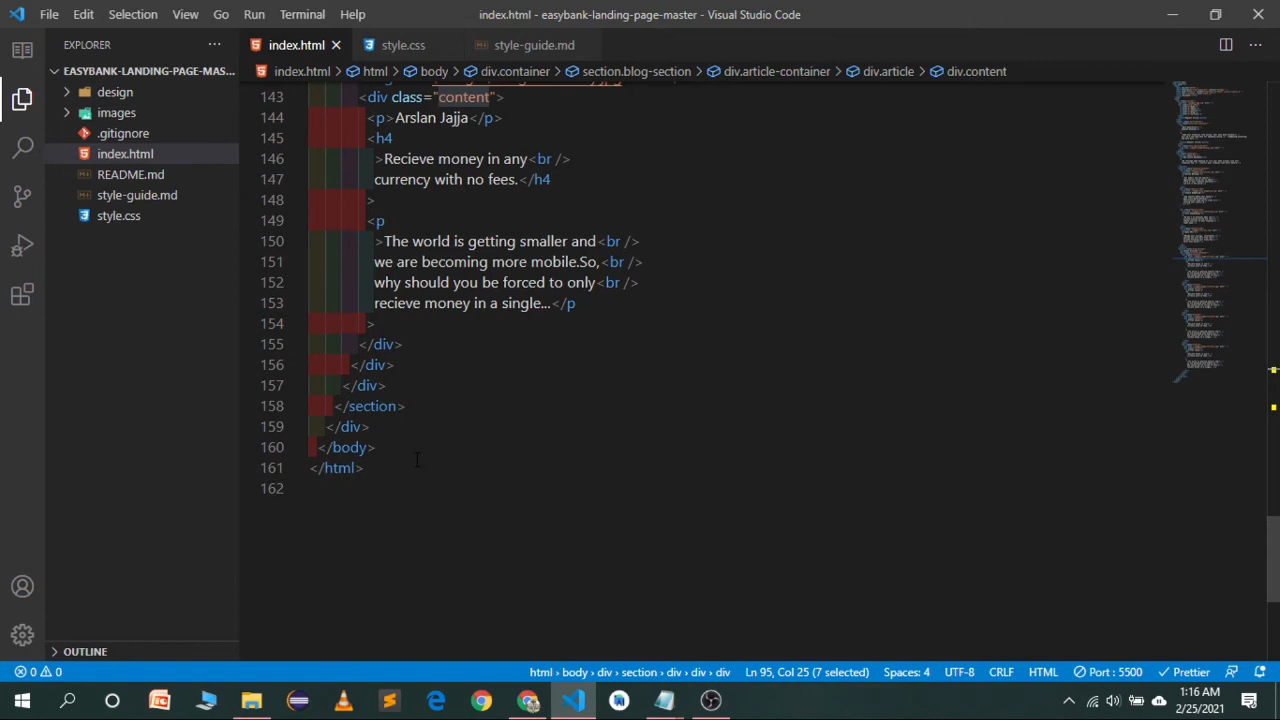 File Edit Selection View Go Run Terminal Help
index.html - easybank-landing-page-master - Visual Studio Code
EXPLORER
EASYBANK-LANDING-PAGE-MAS...
design
images
.gitignore
index.html
README.md
style-guide.md
style.css
OUTLINE
index.html style.css style-guide.md
index.html > html > body > div.container > section.blog-section > div.article-container > div.article > div.content
143 <div class="content">
144 <p>Arslan Jajja</p>
145 <h4
146 >Recieve money in any<br />
147 currency with no fees.</h4
148 >
149 <p
150 >The world is getting smaller and<br />
151 we are becoming more mobile.So,<br />
152 why should you be forced to only<br />
153 recieve money in a single...</p
154 >
155 </div>
156 </div>
157 </div>
158 </section>
159 </div>
160 </body>
161 </html>
162
0 0 html › body › div › section › div › div › div Ln 95, Col 25 (7 selected) Spaces: 4 UTF-8 CRLF HTML Port : 5500 Prettier
1:16 AM
2/25/2021